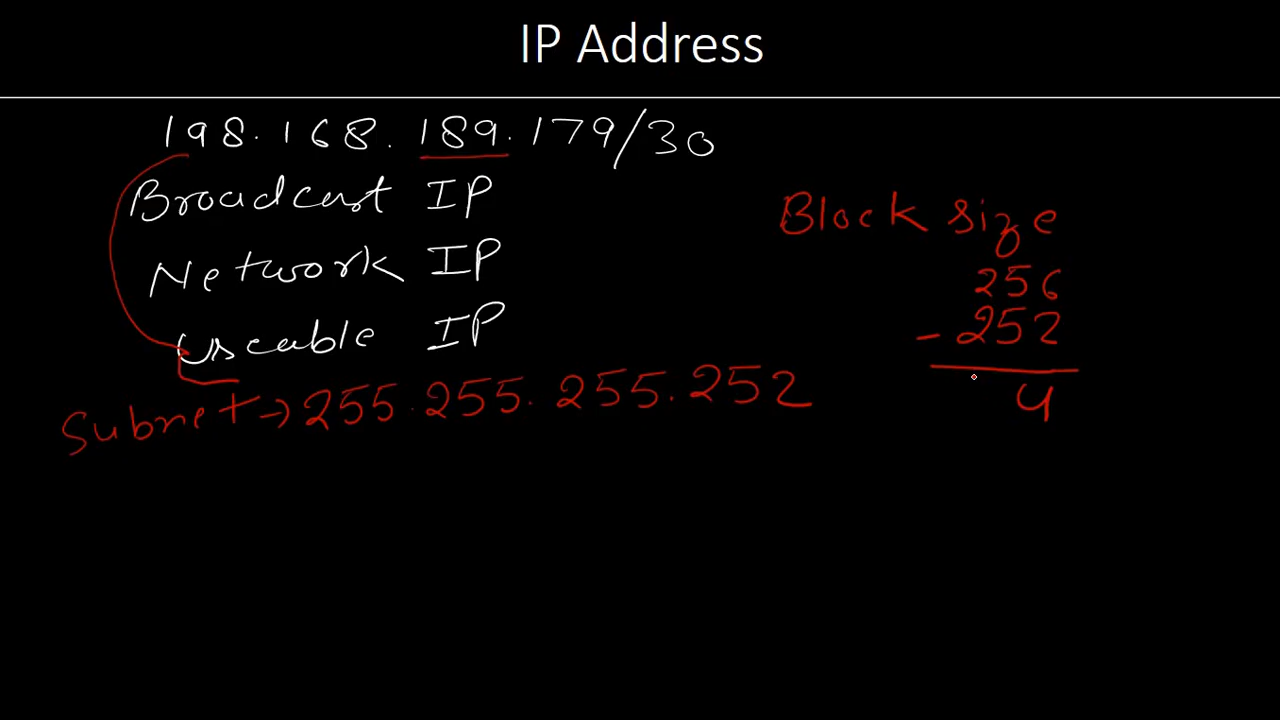 IP Address
198.168.189.179/30
Broadcast IP
Network IP
Useable IP
Subnet → 255.255.255.252
Block size
256
- 252
4